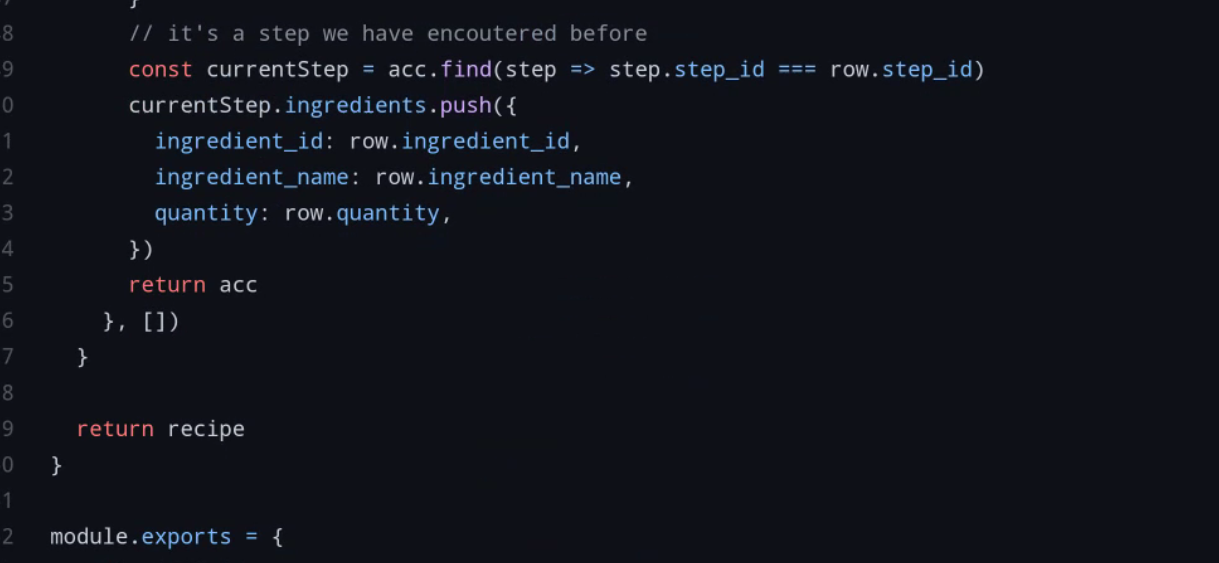 }
8 // it's a step we have encoutered before
9 const currentStep = acc.find(step => step.step_id === row.step_id)
0 currentStep.ingredients.push({
1 ingredient_id: row.ingredient_id,
2 ingredient_name: row.ingredient_name,
3 quantity: row.quantity,
4 })
5 return acc
6 }, [])
7 }
8
9 return recipe
0 }
1
2 module.exports = {